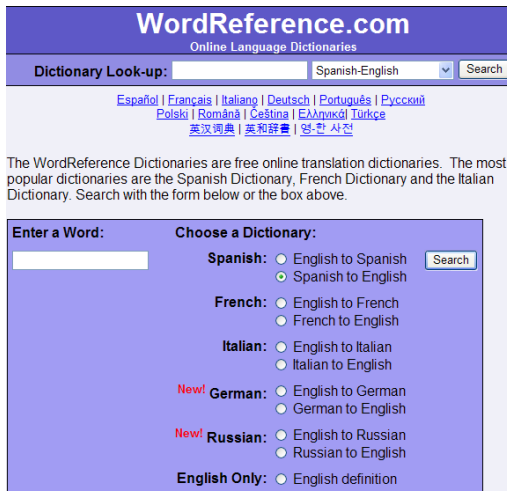 WordReference.com
Online Language Dictionaries
Dictionary Look-up: Spanish-English Search
Español | Français | Italiano | Deutsch | Português | Русский
Polski | Română | Čeština | Ελληνικά| Türkçe
英汉词典 | 英和辞書 | 영-한 사전
The WordReference Dictionaries are free online translation dictionaries. The most
popular dictionaries are the Spanish Dictionary, French Dictionary and the Italian
Dictionary. Search with the form below or the box above.
Enter a Word: Choose a Dictionary:
Spanish: English to Spanish Search
Spanish to English
French: English to French
French to English
Italian: English to Italian
Italian to English
New! German: English to German
German to English
New! Russian: English to Russian
Russian to English
English Only: English definition